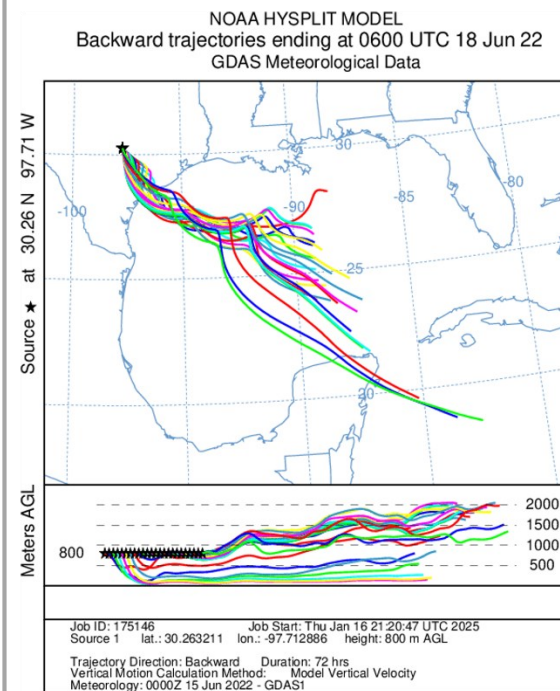 NOAA HYSPLIT MODEL
Backward trajectories ending at 0600 UTC 18 Jun 22
GDAS Meteorological Data
Source ★ at 30.26 N 97.71 W
-100
-90
-85
-80
30
-25
20
Meters AGL
800
2000
1500
1000
500
Job ID: 175146 Job Start: Thu Jan 16 21:20:47 UTC 2025
Source 1 lat.: 30.263211 lon.: -97.712886 height: 800 m AGL
Trajectory Direction: Backward Duration: 72 hrs
Vertical Motion Calculation Method: Model Vertical Velocity
Meteorology: 0000Z 15 Jun 2022 - GDAS1